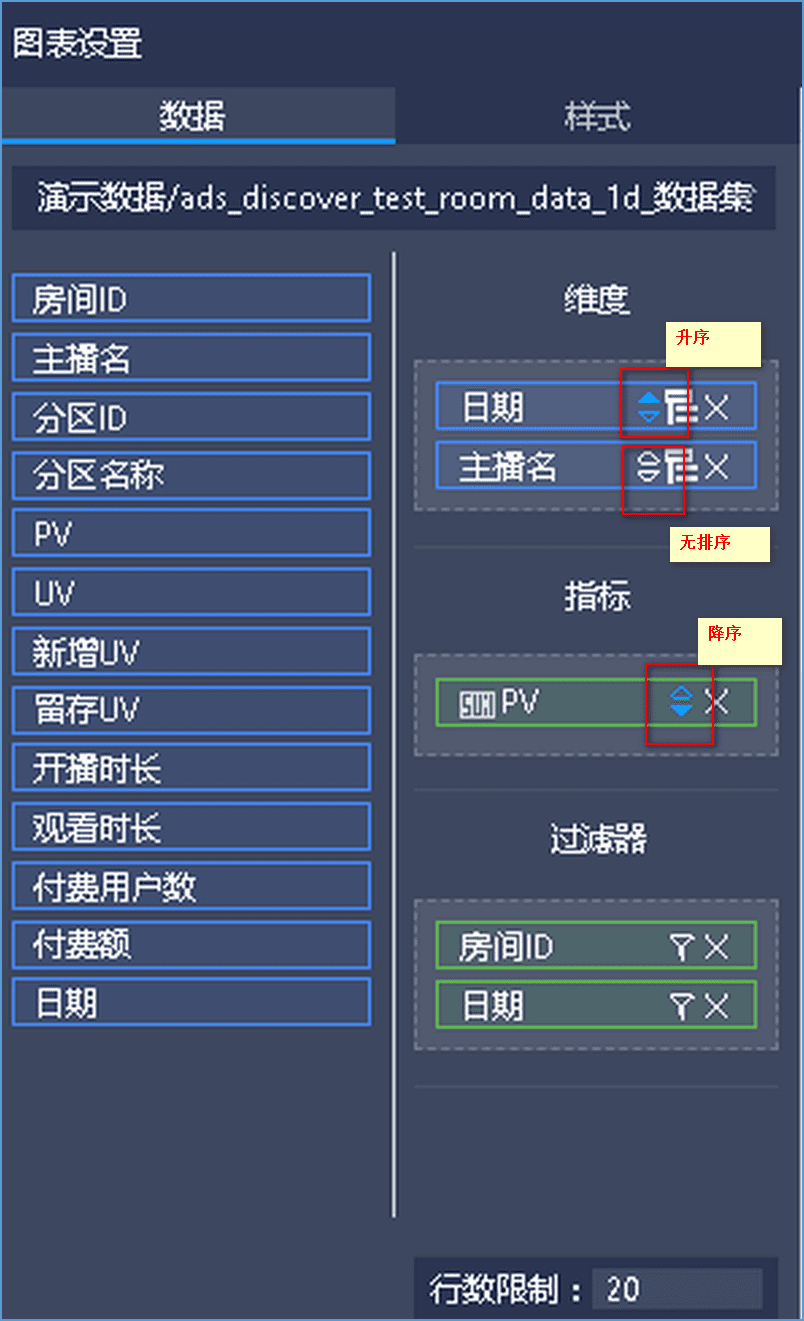 图表设置
数据
样式
演示数据/ads_discover_test_room_data_1d_数据集
房间ID
主播名
分区ID
分区名称
PV
UV
新增UV
留存UV
开播时长
观看时长
付费用户数
付费额
日期
维度
升序
日期
主播名
无排序
指标
降序
SUM PV
过滤器
房间ID
日期
行数限制：20